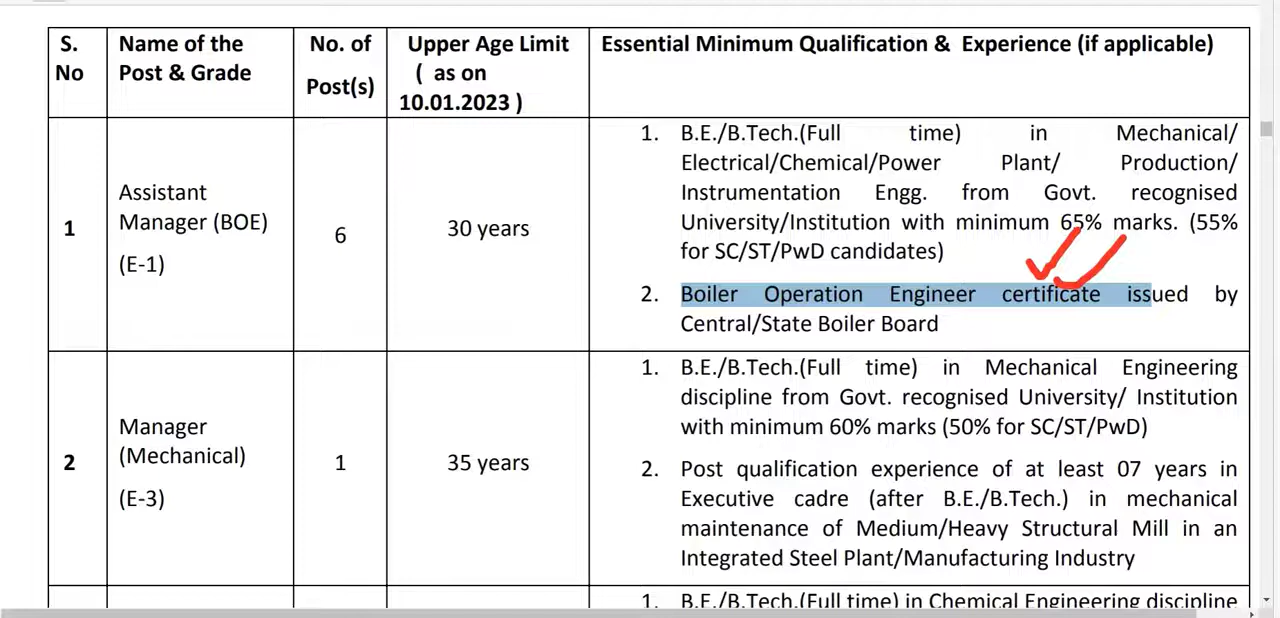 S. No
Name of the Post & Grade
No. of Post(s)
Upper Age Limit ( as on 10.01.2023 )
Essential Minimum Qualification & Experience (if applicable)
1
Assistant
Manager (BOE)
(E-1)
6
30 years
1. B.E./B.Tech.(Full time) in Mechanical/
Electrical/Chemical/Power Plant/ Production/
Instrumentation Engg. from Govt. recognised
University/Institution with minimum 65% marks. (55%
for SC/ST/PwD candidates)
2. Boiler Operation Engineer certificate issued by
Central/State Boiler Board
2
Manager
(Mechanical)
(E-3)
1
35 years
1. B.E./B.Tech.(Full time) in Mechanical Engineering
discipline from Govt. recognised University/ Institution
with minimum 60% marks (50% for SC/ST/PwD)
2. Post qualification experience of at least 07 years in
Executive cadre (after B.E./B.Tech.) in mechanical
maintenance of Medium/Heavy Structural Mill in an
Integrated Steel Plant/Manufacturing Industry
1. B.E./B.Tech.(Full time) in Chemical Engineering discipline